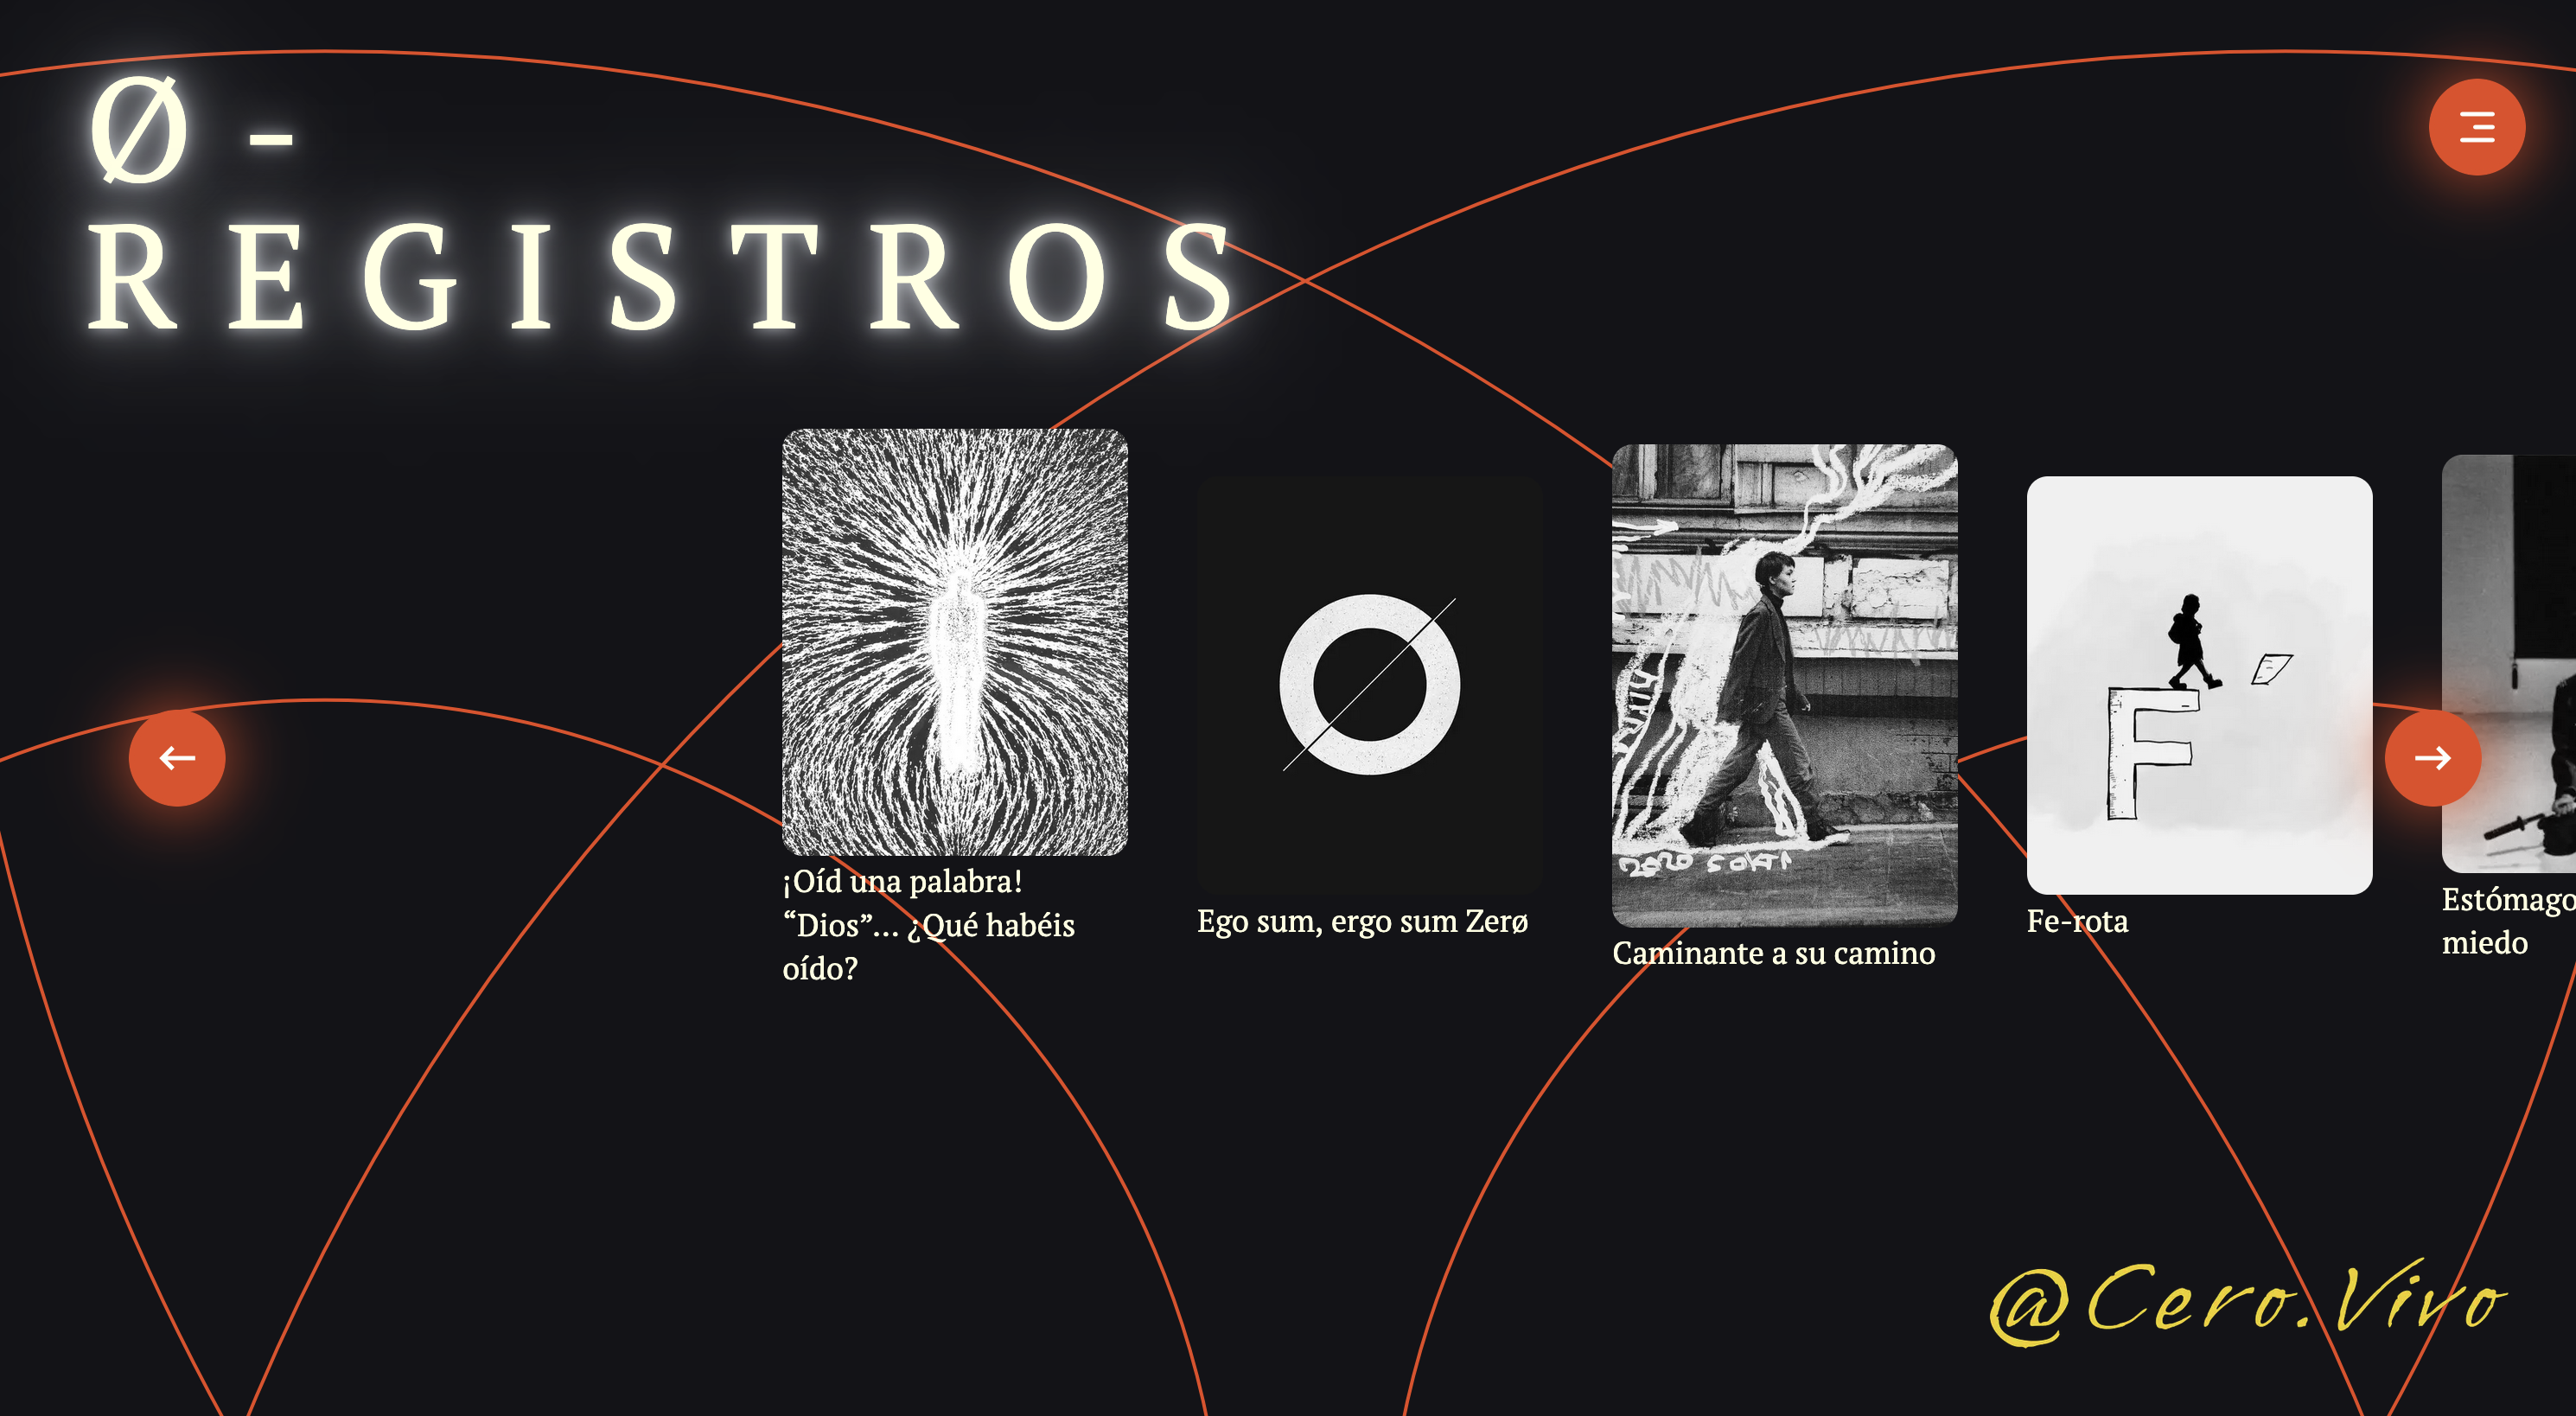 Ø -
REGISTROS
¡Oíd una palabra!
“Dios”... ¿Qué habéis
oído?
Ego sum, ergo sum Zerø
Caminante a su camino
F
Fe-rota
Estómago
miedo
@Cero.Vivo